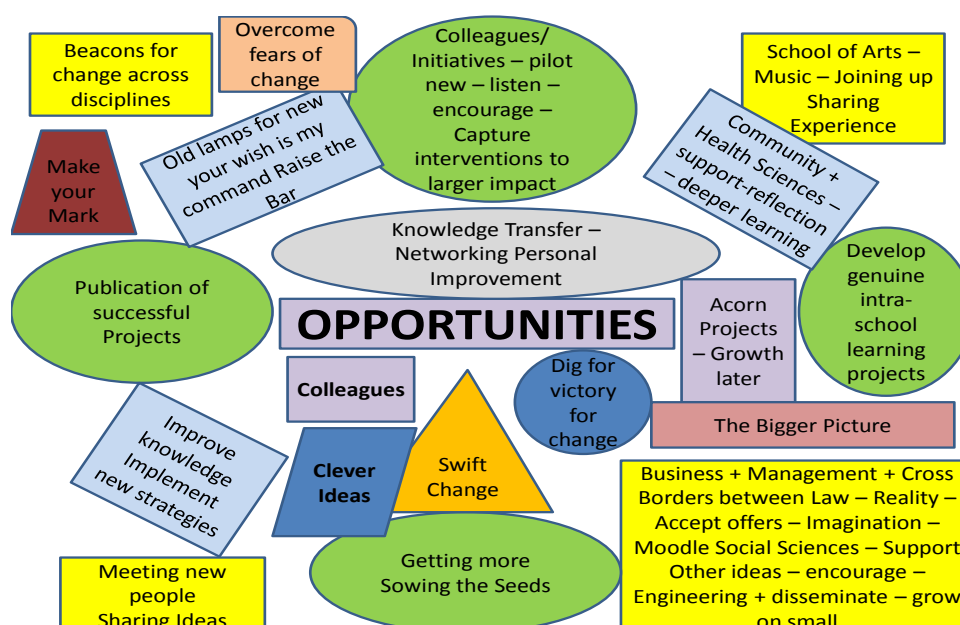 Beacons for
change across
disciplines
Overcome
fears of
change
Colleagues/
Initiatives – pilot
new – listen –
encourage –
Capture
interventions to
larger impact
School of Arts –
Music – Joining up
Sharing
Experience
Make
your
Mark
Old lamps for new
your wish is my
command Raise the
Bar
Community +
Health Sciences –
support-reflection
– deeper learning
Knowledge Transfer –
Networking Personal
Improvement
Publication of
successful
Projects
OPPORTUNITIES
Acorn
Projects
– Growth
later
Develop
genuine
intra-
school
learning
projects
Colleagues
Dig for
victory
for
change
The Bigger Picture
Improve
knowledge
Implement
new strategies
Clever
Ideas
Swift
Change
Business + Management + Cross
Borders between Law – Reality –
Accept offers – Imagination –
Moodle Social Sciences – Support
Other ideas – encourage –
Engineering + disseminate – grow
on small
Getting more
Sowing the Seeds
Meeting new
people
Sharing Ideas